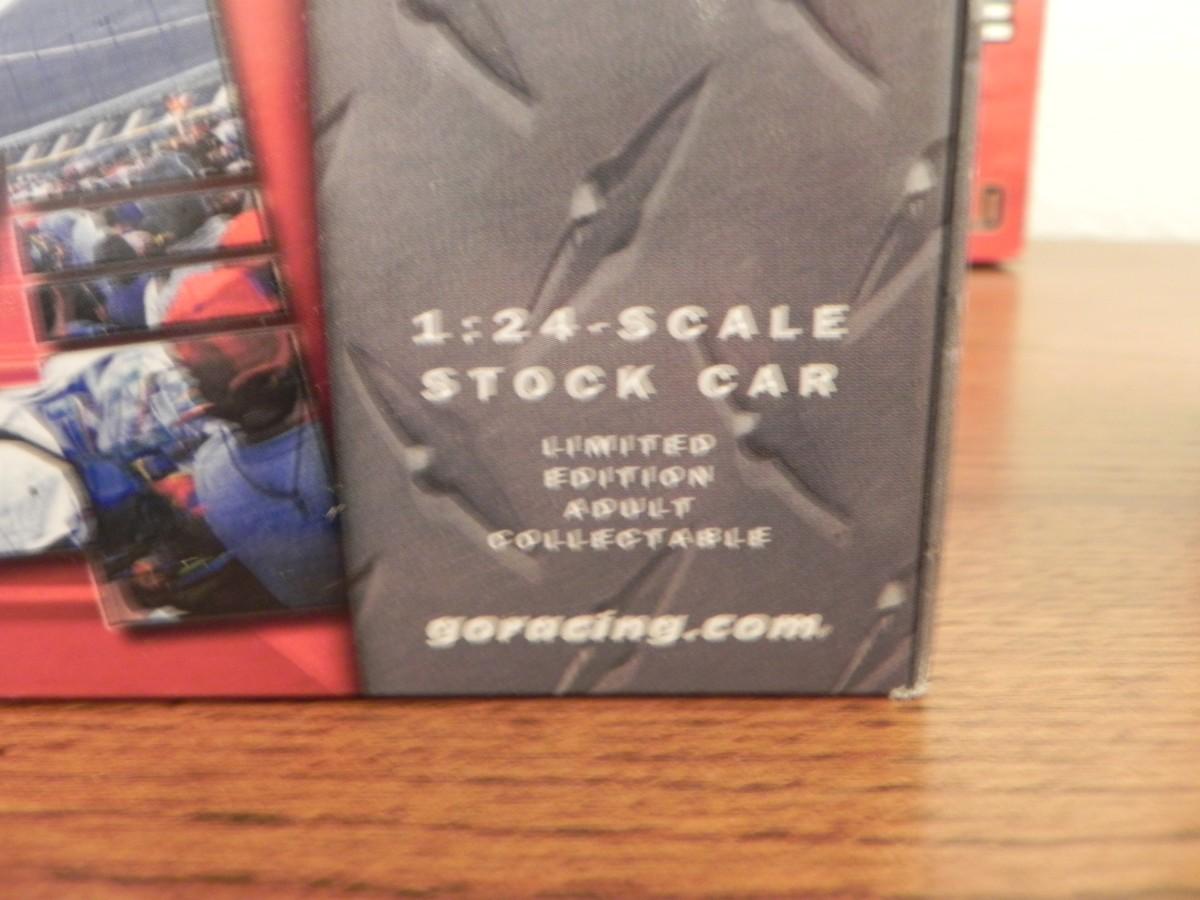 1:24-SCALE
STOCK CAR
LIMITED
EDITION
ADULT
COLLECTABLE
goracing.com